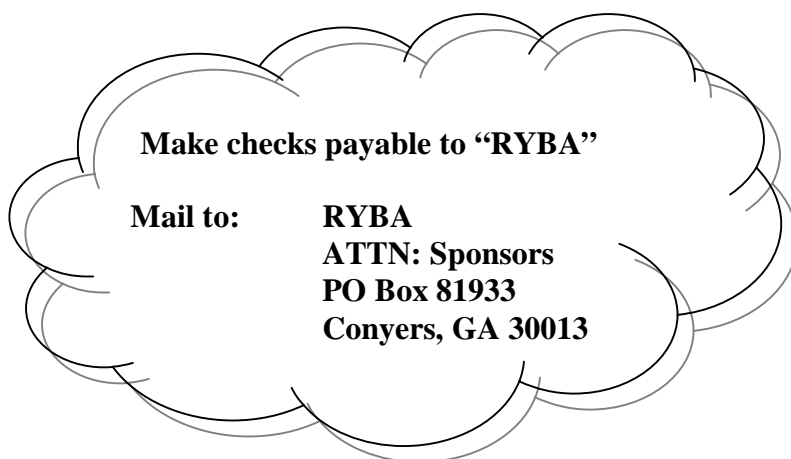 Make checks payable to “RYBA”
Mail to: RYBA
ATTN: Sponsors
PO Box 81933
Conyers, GA 30013